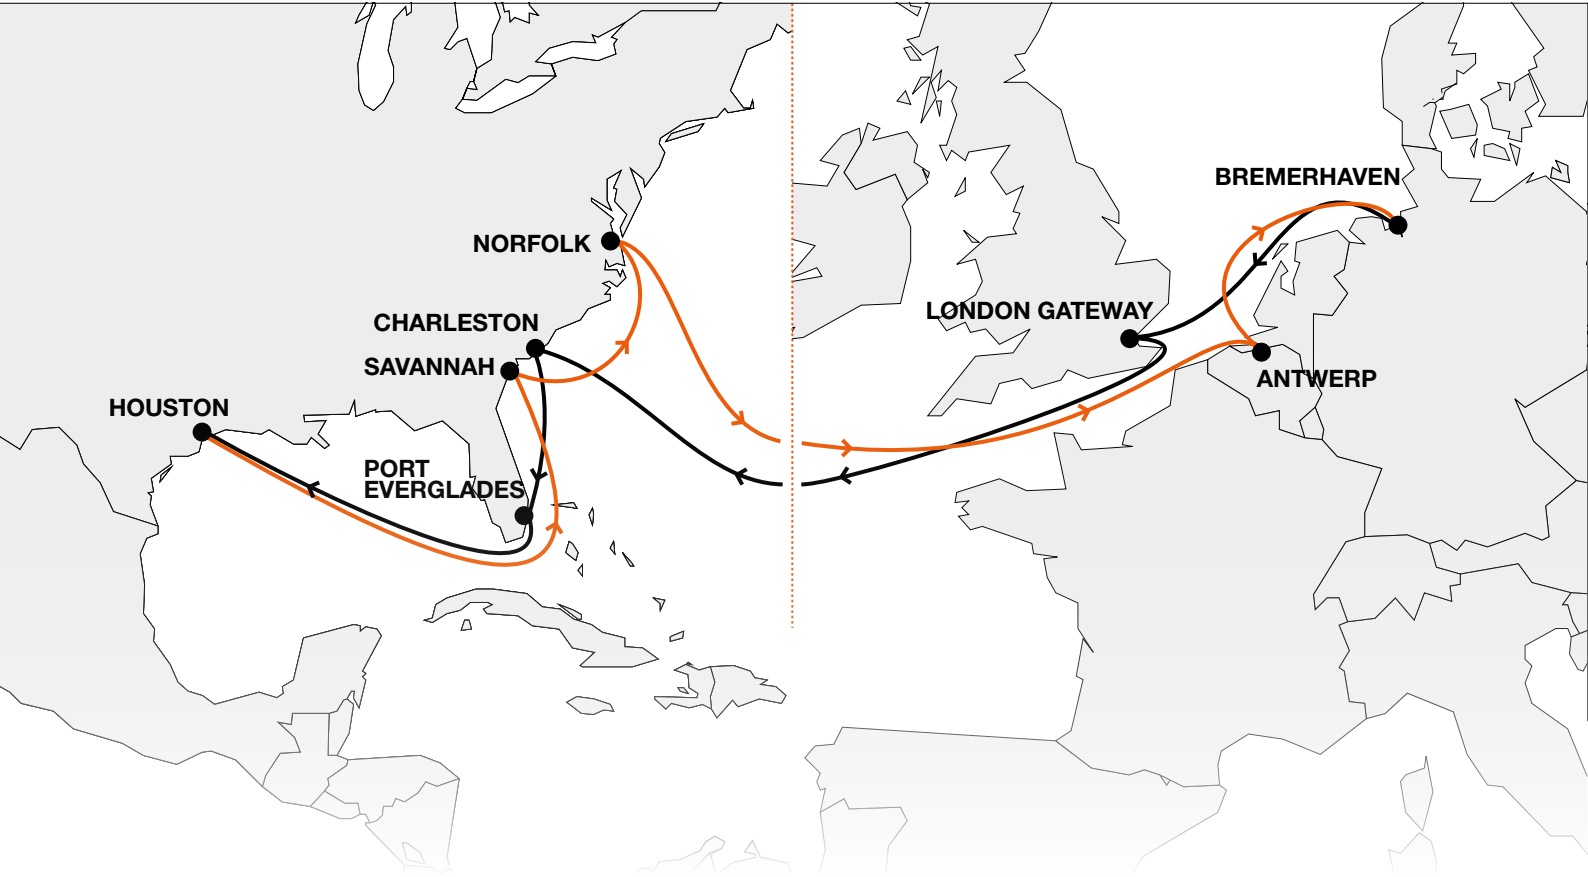 BREMERHAVEN
NORFOLK
LONDON GATEWAY
CHARLESTON
SAVANNAH
ANTWERP
HOUSTON
PORT
EVERGLADES